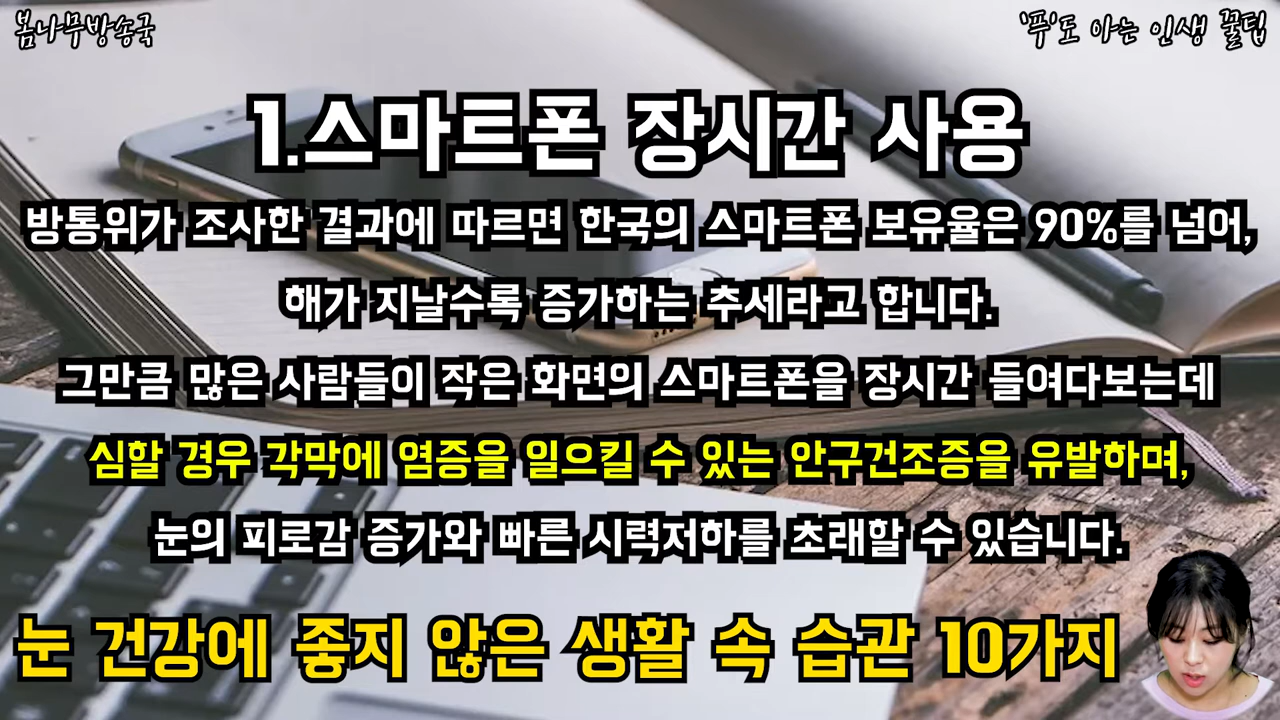 봄나무방송국
'푸'도 아는 인생 꿀팁
1.스마트폰 장시간 사용
방통위가 조사한 결과에 따르면 한국의 스마트폰 보유율은 90%를 넘어,
해가 지날수록 증가하는 추세라고 합니다.
그만큼 많은 사람들이 작은 화면의 스마트폰을 장시간 들여다보는데
심할 경우 각막에 염증을 일으킬 수 있는 안구건조증을 유발하며,
눈의 피로감 증가와 빠른 시력저하를 초래할 수 있습니다.
눈 건강에 좋지 않은 생활 속 습관 10가지